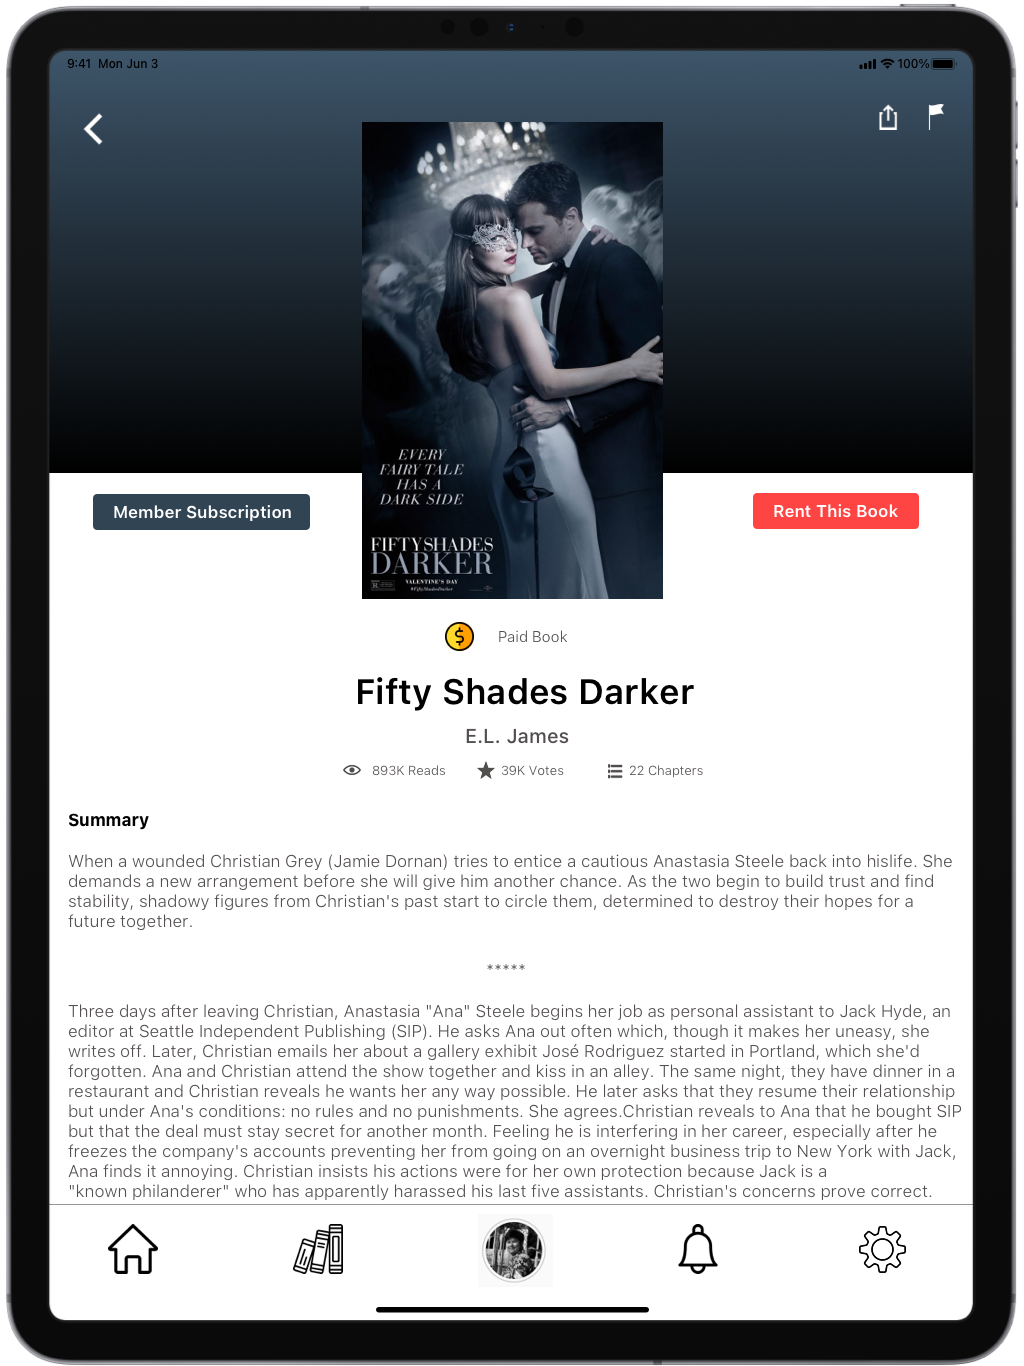 9:41 Mon Jun 3
100%
EVERY
FAIRY TALE
HAS A
DARK SIDE
FIFTY SHADES
DARKER
VALENTINE'S DAY
#FiftyShadesDarker
R
Member Subscription
Rent This Book
$ Paid Book
Fifty Shades Darker
E.L. James
893K Reads 39K Votes 22 Chapters
Summary
When a wounded Christian Grey (Jamie Dornan) tries to entice a cautious Anastasia Steele back into hislife. She
demands a new arrangement before she will give him another chance. As the two begin to build trust and find
stability, shadowy figures from Christian's past start to circle them, determined to destroy their hopes for a
future together.
*****
Three days after leaving Christian, Anastasia "Ana" Steele begins her job as personal assistant to Jack Hyde, an
editor at Seattle Independent Publishing (SIP). He asks Ana out often which, though it makes her uneasy, she
writes off. Later, Christian emails her about a gallery exhibit José Rodriguez started in Portland, which she'd
forgotten. Ana and Christian attend the show together and kiss in an alley. The same night, they have dinner in a
restaurant and Christian reveals he wants her any way possible. He later asks that they resume their relationship
but under Ana's conditions: no rules and no punishments. She agrees.Christian reveals to Ana that he bought SIP
but that the deal must stay secret for another month. Feeling he is interfering in her career, especially after he
freezes the company's accounts preventing her from going on an overnight business trip to New York with Jack,
Ana finds it annoying. Christian insists his actions were for her own protection because Jack is a
"known philanderer" who has apparently harassed his last five assistants. Christian's concerns prove correct.